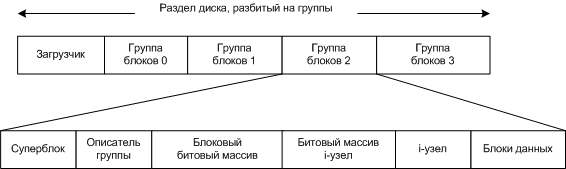 Раздел диска, разбитый на группы
Загрузчик
Группа
блоков 0
Группа
блоков 1
Группа
блоков 2
Группа
блоков 3
Суперблок
Описатель
группы
Блоковый
битовый массив
Битовый массив
i-узел
i-узел
Блоки данных